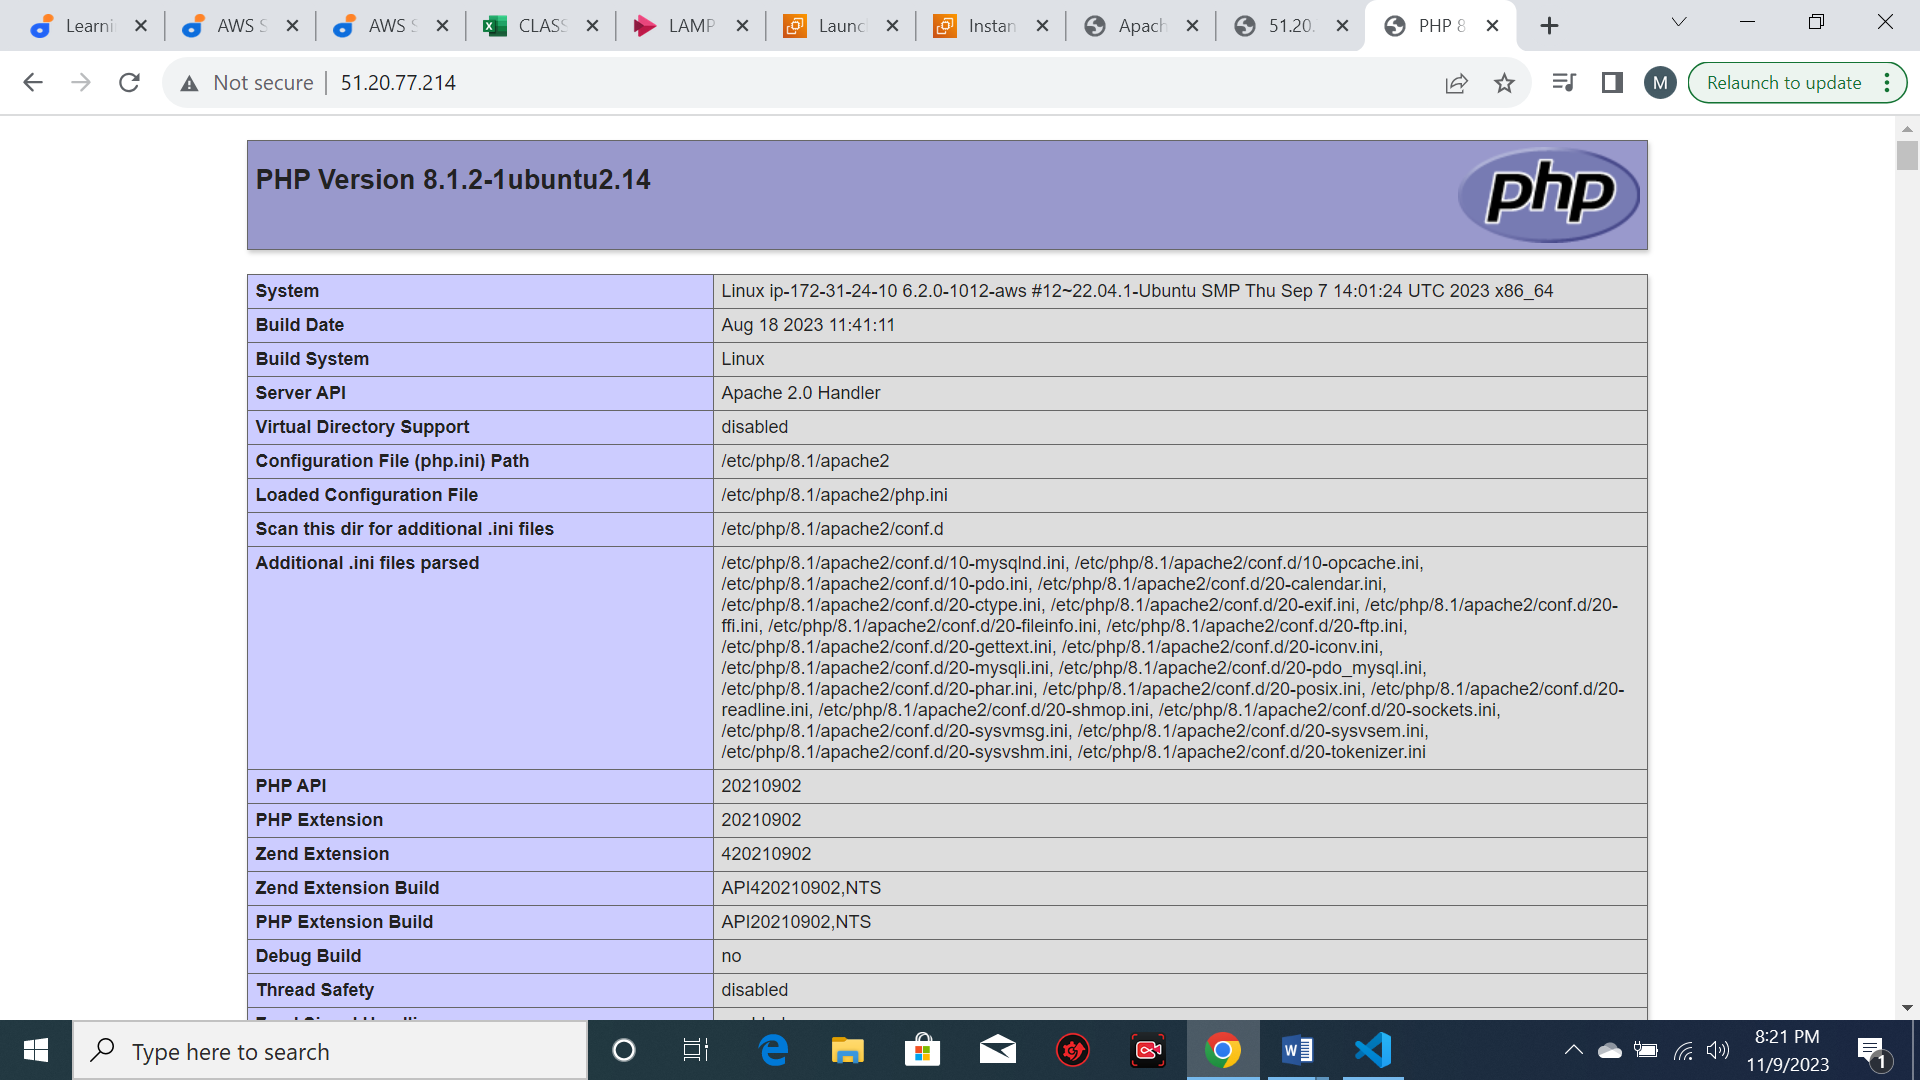 Learnin
AWS S
AWS S
CLASS
LAMP
Launch
Instan
Apach
51.20.
PHP 8
Not secure
51.20.77.214
M
Relaunch to update
PHP Version 8.1.2-1ubuntu2.14
php
System
Linux ip-172-31-24-10 6.2.0-1012-aws #12~22.04.1-Ubuntu SMP Thu Sep 7 14:01:24 UTC 2023 x86_64
Build Date
Aug 18 2023 11:41:11
Build System
Linux
Server API
Apache 2.0 Handler
Virtual Directory Support
disabled
Configuration File (php.ini) Path
/etc/php/8.1/apache2
Loaded Configuration File
/etc/php/8.1/apache2/php.ini
Scan this dir for additional .ini files
/etc/php/8.1/apache2/conf.d
Additional .ini files parsed
/etc/php/8.1/apache2/conf.d/10-mysqlnd.ini, /etc/php/8.1/apache2/conf.d/10-opcache.ini,
/etc/php/8.1/apache2/conf.d/10-pdo.ini, /etc/php/8.1/apache2/conf.d/20-calendar.ini,
/etc/php/8.1/apache2/conf.d/20-ctype.ini, /etc/php/8.1/apache2/conf.d/20-exif.ini, /etc/php/8.1/apache2/conf.d/20-
ffi.ini, /etc/php/8.1/apache2/conf.d/20-fileinfo.ini, /etc/php/8.1/apache2/conf.d/20-ftp.ini,
/etc/php/8.1/apache2/conf.d/20-gettext.ini, /etc/php/8.1/apache2/conf.d/20-iconv.ini,
/etc/php/8.1/apache2/conf.d/20-mysqli.ini, /etc/php/8.1/apache2/conf.d/20-pdo_mysql.ini,
/etc/php/8.1/apache2/conf.d/20-phar.ini, /etc/php/8.1/apache2/conf.d/20-posix.ini, /etc/php/8.1/apache2/conf.d/20-
readline.ini, /etc/php/8.1/apache2/conf.d/20-shmop.ini, /etc/php/8.1/apache2/conf.d/20-sockets.ini,
/etc/php/8.1/apache2/conf.d/20-sysvmsg.ini, /etc/php/8.1/apache2/conf.d/20-sysvsem.ini,
/etc/php/8.1/apache2/conf.d/20-sysvshm.ini, /etc/php/8.1/apache2/conf.d/20-tokenizer.ini
PHP API
20210902
PHP Extension
20210902
Zend Extension
420210902
Zend Extension Build
API420210902,NTS
PHP Extension Build
API20210902,NTS
Debug Build
no
Thread Safety
disabled
Type here to search
8:21 PM
11/9/2023
1